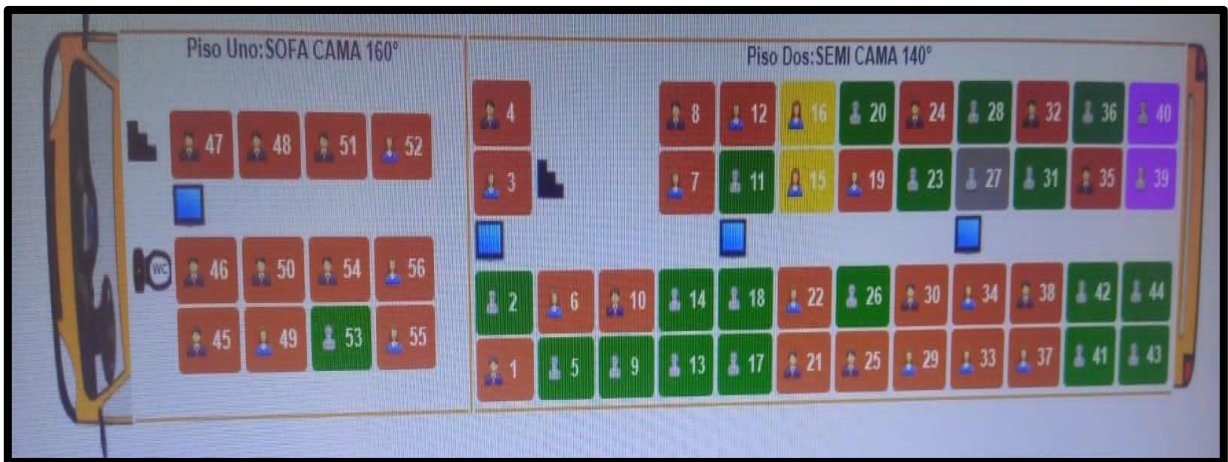 Piso Uno:SOFA CAMA 160°
Piso Dos:SEMI CAMA 140°
4 8 12 16 20 24 28 32 36 40
47 48 51 52
3 7 11 15 19 23 27 31 35 39
WC 46 50 54 56
2 6 10 14 18 22 26 30 34 38 42 44
45 49 53 55
1 5 9 13 17 21 25 29 33 37 41 43